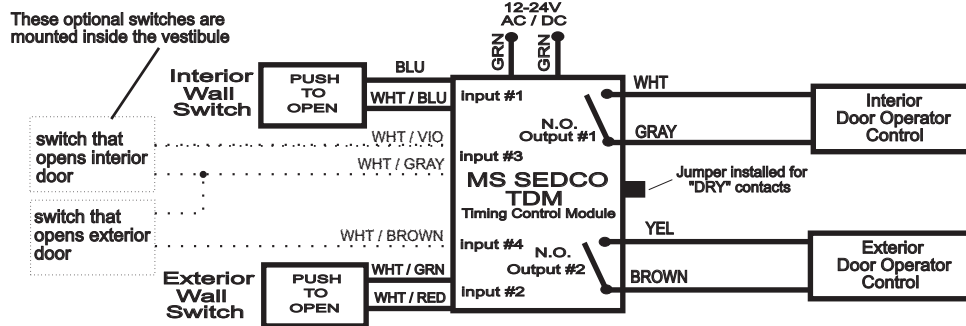 These optional switches are
mounted inside the vestibule
12-24V
AC / DC
GRN
GRN
Interior
Wall
Switch
PUSH
TO
OPEN
BLU
WHT / BLU
input #1
N.O.
Output #1
WHT
GRAY
Interior
Door Operator
Control
switch that
opens interior
door
WHT / VIO
WHT / GRAY
input #3
MS SEDCO
TDM
Timing Control Module
Jumper installed for
"DRY" contacts
switch that
opens exterior
door
WHT / BROWN
input #4
N.O.
Output #2
YEL
BROWN
Exterior
Door Operator
Control
Exterior
Wall
Switch
PUSH
TO
OPEN
WHT / GRN
WHT / RED
input #2